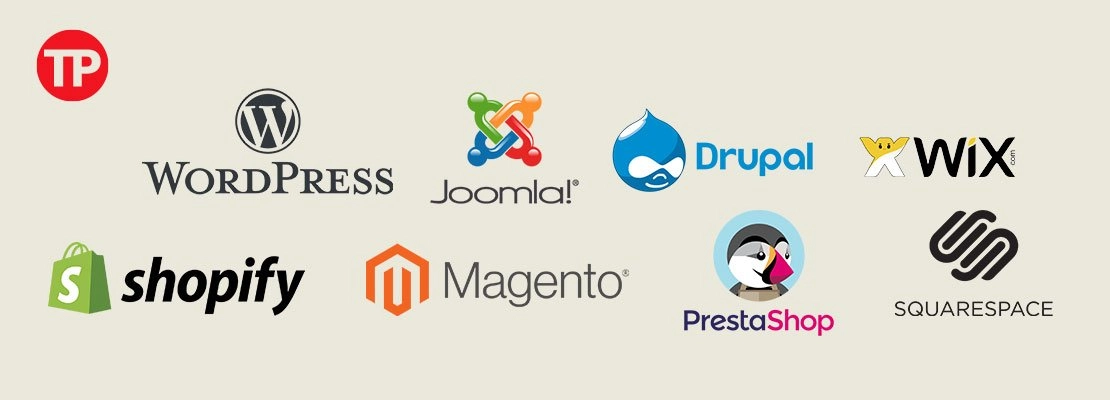 TP
WORDPRESS
Joomla!®
Drupal
WiX.com
S shopify
Magento®
PrestaShop
SQUARESPACE